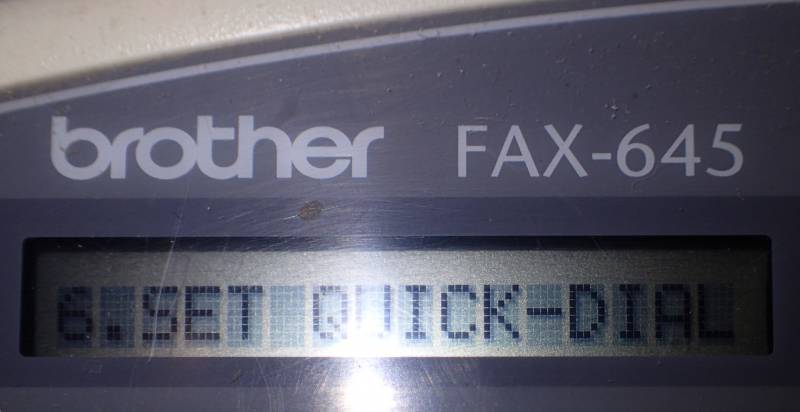 brother FAX-645
6.SET QUICK-DIAL